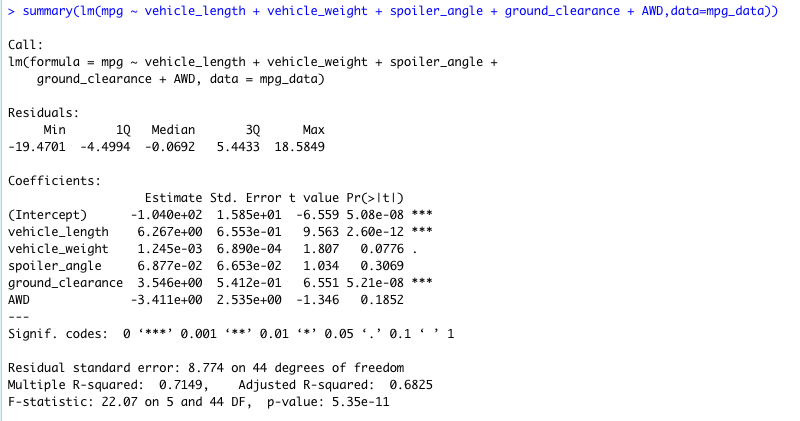 > summary(lm(mpg ~ vehicle_length + vehicle_weight + spoiler_angle + ground_clearance + AWD,data=mpg_data))
Call:
lm(formula = mpg ~ vehicle_length + vehicle_weight + spoiler_angle +
    ground_clearance + AWD, data = mpg_data)
Residuals:
     Min       1Q   Median       3Q      Max
-19.4701  -4.4994  -0.0692   5.4433  18.5849
Coefficients:
                   Estimate Std. Error t value Pr(>|t|)
(Intercept)      -1.040e+02  1.585e+01  -6.559 5.08e-08 ***
vehicle_length    6.267e+00  6.553e-01   9.563 2.60e-12 ***
vehicle_weight    1.245e-03  6.890e-04   1.807   0.0776 .
spoiler_angle     6.877e-02  6.653e-02   1.034   0.3069
ground_clearance  3.546e+00  5.412e-01   6.551 5.21e-08 ***
AWD              -3.411e+00  2.535e+00  -1.346   0.1852
---
Signif. codes:  0 ‘***’ 0.001 ‘**’ 0.01 ‘*’ 0.05 ‘.’ 0.1 ‘ ’ 1
Residual standard error: 8.774 on 44 degrees of freedom
Multiple R-squared:  0.7149,	Adjusted R-squared:  0.6825
F-statistic: 22.07 on 5 and 44 DF,  p-value: 5.35e-11